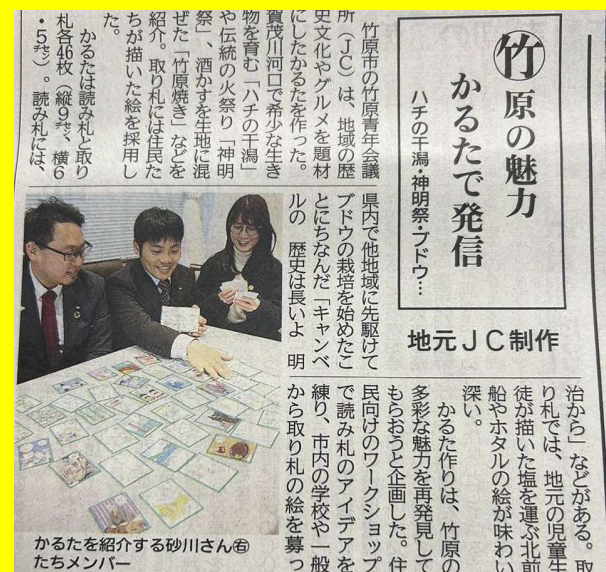 竹原の魅力
かるたで発信
ハチの干潟・神明祭・ブドウ…
地元JC制作
竹原市の竹原青年会議
所(JC)は、地域の歴
史文化やグルメを題材
にしたかるたを作った。
賀茂川河口で希少な生き
物を育む「ハチの干潟」
や伝統の火祭り「神明
祭」、酒かすを生地に混
ぜた「竹原焼き」などを
紹介。取り札には住民た
ちが描いた絵を採用し
た。
かるたは読み札と取り
札各46枚(縦9㌢、横6
・5㌢)。読み札には、
県内で他地域に先駆けて
ブドウの栽培を始めたこ
とにちなんだ「キャンベ
ルの 歴史は長いよ 明
治から」などがある。取
り札では、地元の児童生
徒が描いた塩を運ぶ北前
船やホタルの絵が味わい
深い。
かるた作りは、竹原の
多彩な魅力を再発見して
もらおうと企画した。住
民向けのワークショップ
で読み札のアイデアを
練り、市内の学校や一般
から取り札の絵を募っ
かるたを紹介する砂川さん㊨
たちメンバー